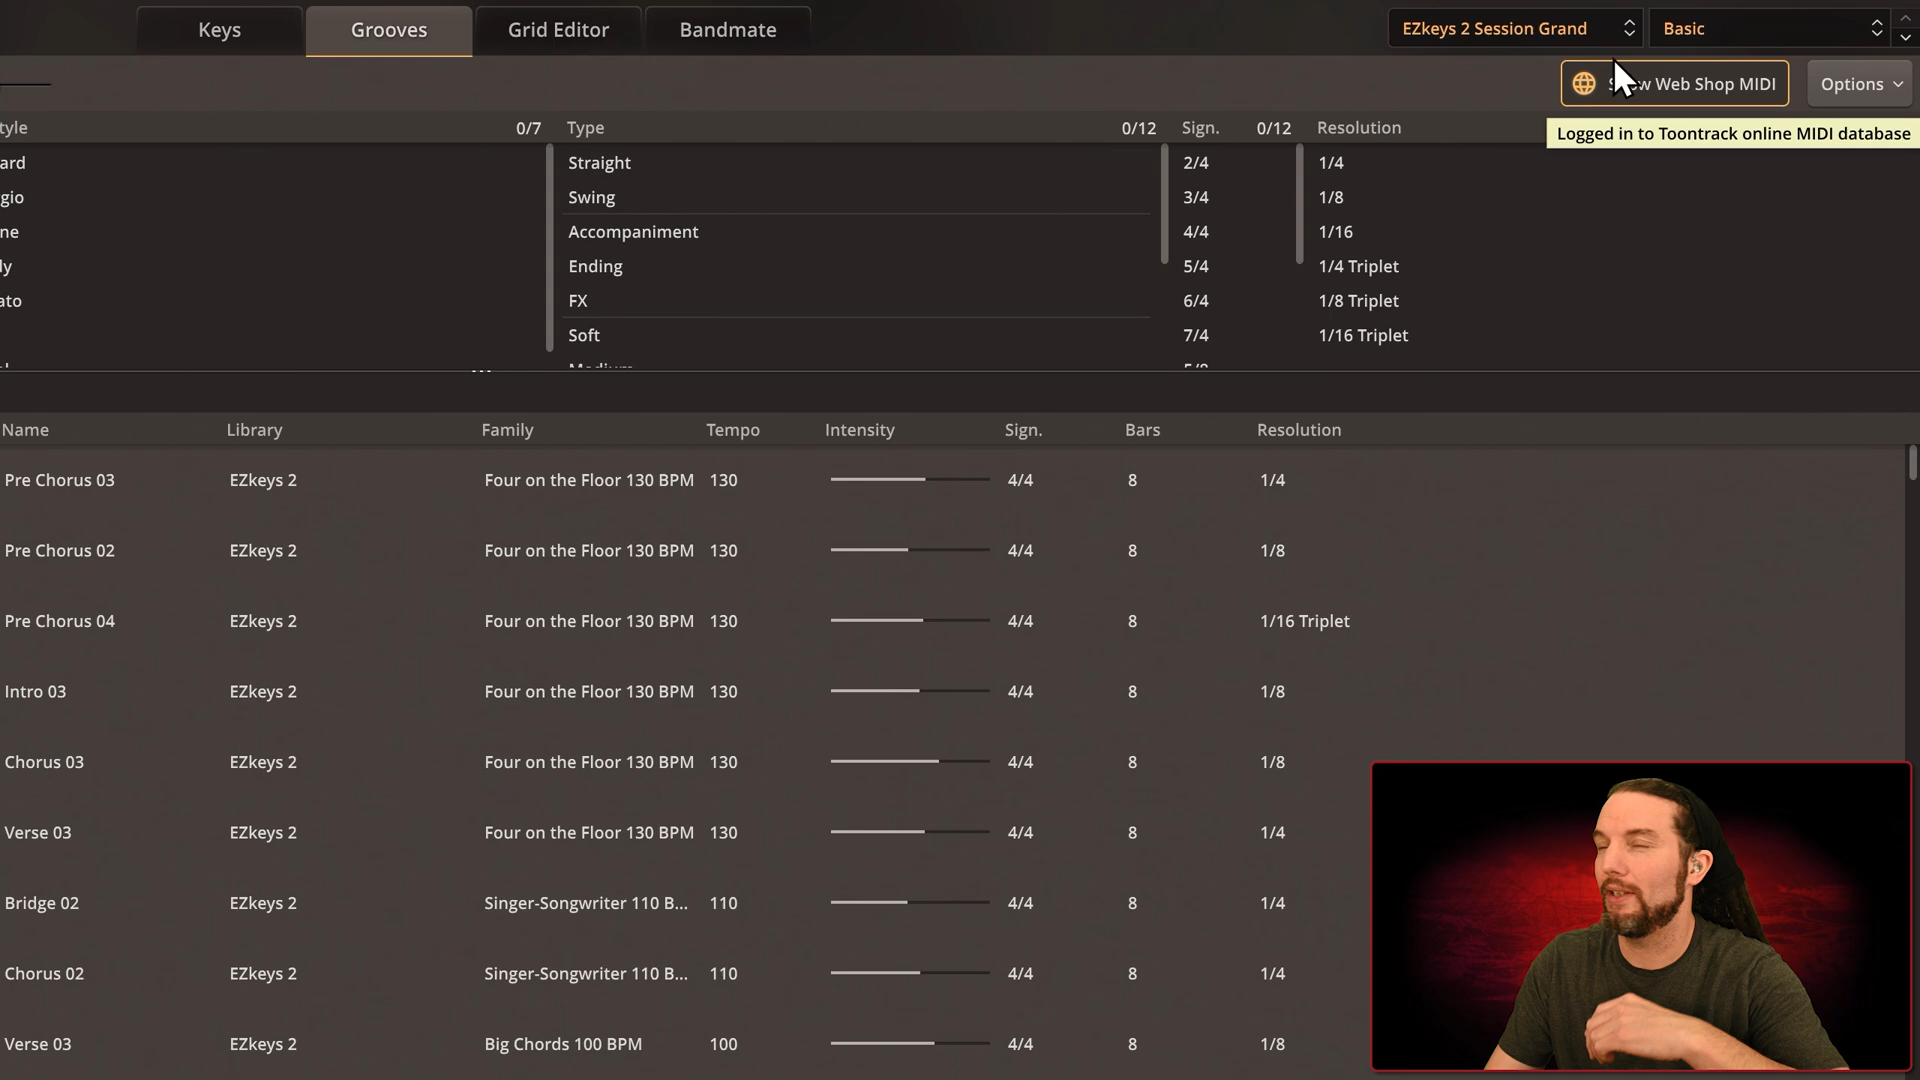 Keys Grooves Grid Editor Bandmate EZkeys 2 Session Grand Basic
Web Shop MIDI Options
Logged in to Toontrack online MIDI database
tyle 0/7 Type 0/12 Sign. 0/12 Resolution
ard Straight 2/4 1/4
gio Swing 3/4 1/8
ne Accompaniment 4/4 1/16
ly Ending 5/4 1/4 Triplet
ato FX 6/4 1/8 Triplet
Soft 7/4 1/16 Triplet
Name Library Family Tempo Intensity Sign. Bars Resolution
Pre Chorus 03 EZkeys 2 Four on the Floor 130 BPM 130 4/4 8 1/4
Pre Chorus 02 EZkeys 2 Four on the Floor 130 BPM 130 4/4 8 1/8
Pre Chorus 04 EZkeys 2 Four on the Floor 130 BPM 130 4/4 8 1/16 Triplet
Intro 03 EZkeys 2 Four on the Floor 130 BPM 130 4/4 8 1/8
Chorus 03 EZkeys 2 Four on the Floor 130 BPM 130 4/4 8 1/8
Verse 03 EZkeys 2 Four on the Floor 130 BPM 130 4/4 8 1/4
Bridge 02 EZkeys 2 Singer-Songwriter 110 B... 110 4/4 8 1/4
Chorus 02 EZkeys 2 Singer-Songwriter 110 B... 110 4/4 8 1/4
Verse 03 EZkeys 2 Big Chords 100 BPM 100 4/4 8 1/8